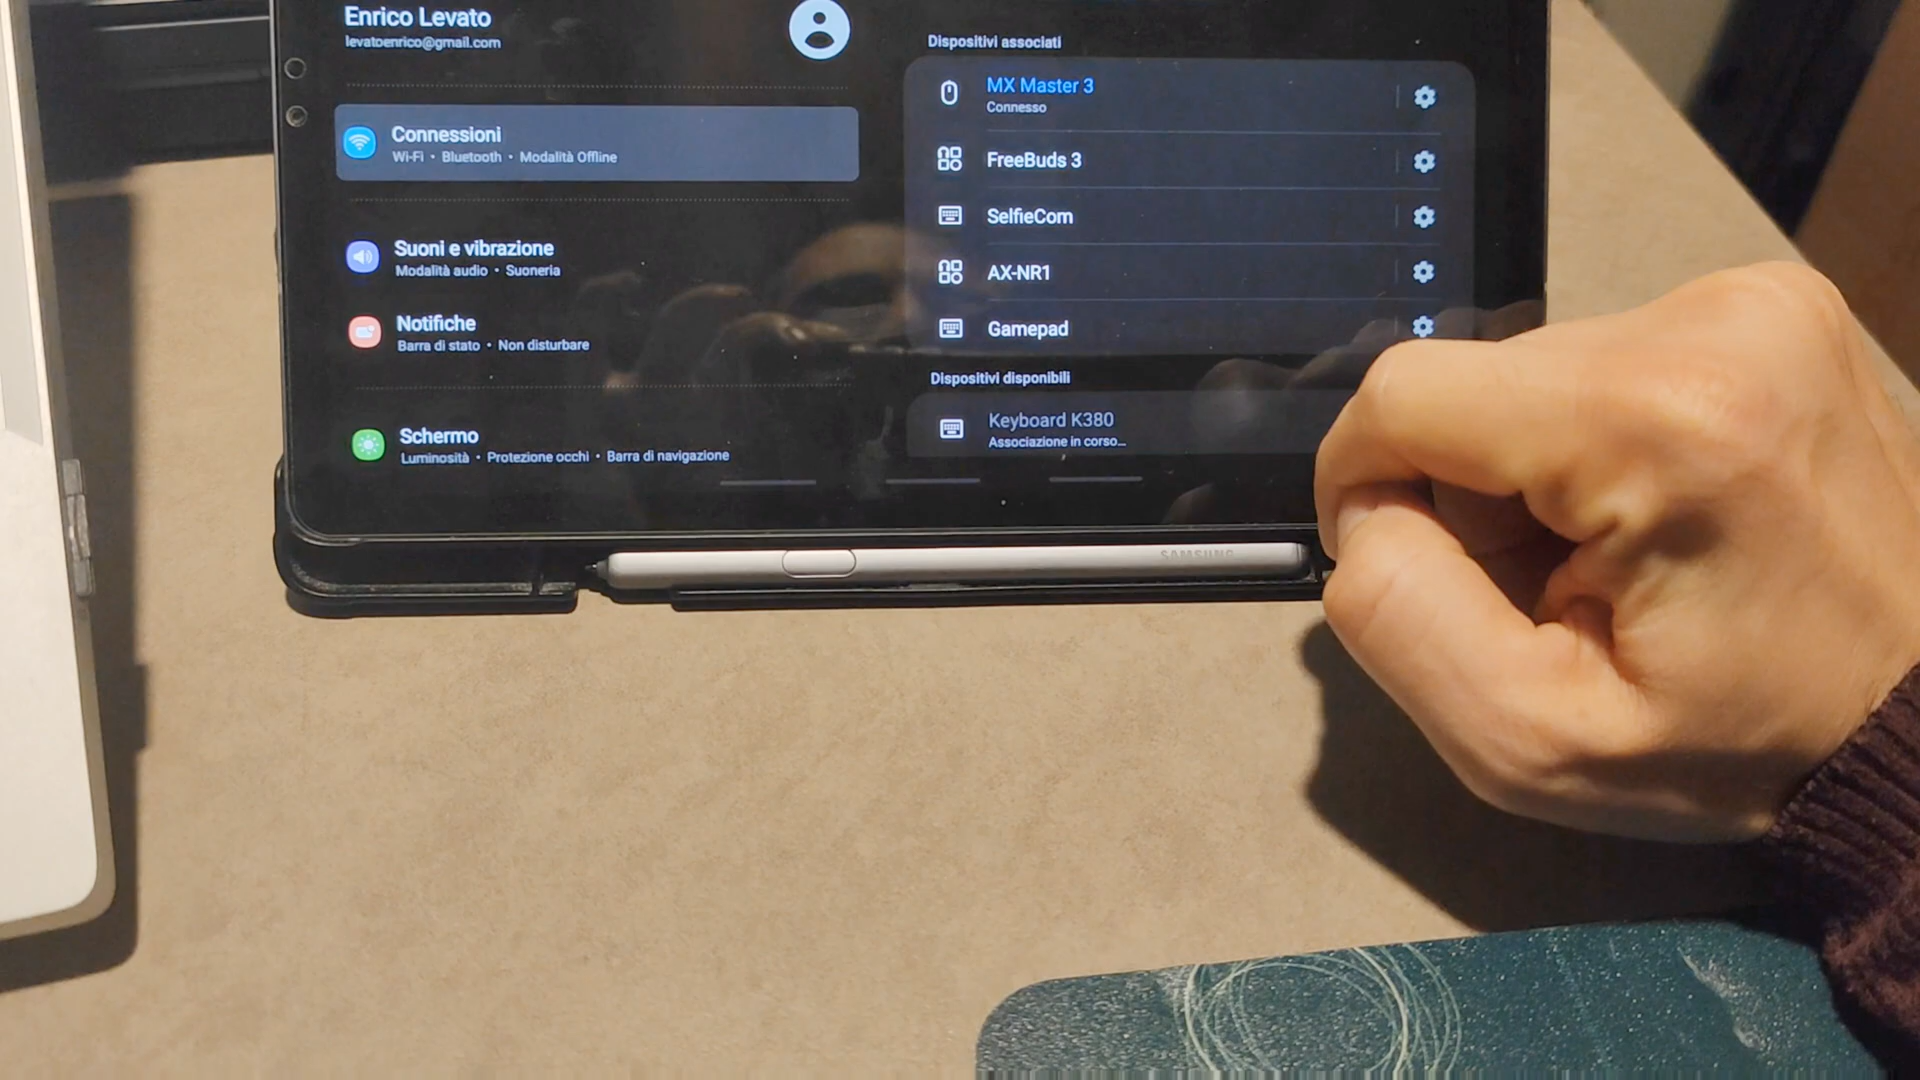 Enrico Levato
levatoenrico@gmail.com
Connessioni
Wi-Fi • Bluetooth • Modalità Offline
Suoni e vibrazione
Modalità audio • Suoneria
Notifiche
Barra di stato • Non disturbare
Schermo
Luminosità • Protezione occhi • Barra di navigazione
Dispositivi associati
MX Master 3
Connesso
FreeBuds 3
SelfieCom
AX-NR1
Gamepad
Dispositivi disponibili
Keyboard K380
Associazione in corso...
SAMSUNG